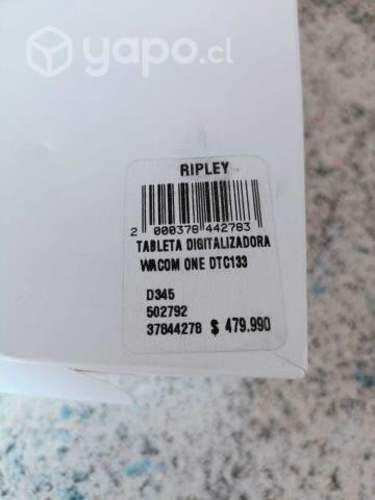 yapo.cl
RIPLEY
2 000378 442783
TABLETA DIGITALIZADORA
WACOM ONE DTC133
D345
502792
37844278 $ 479.990